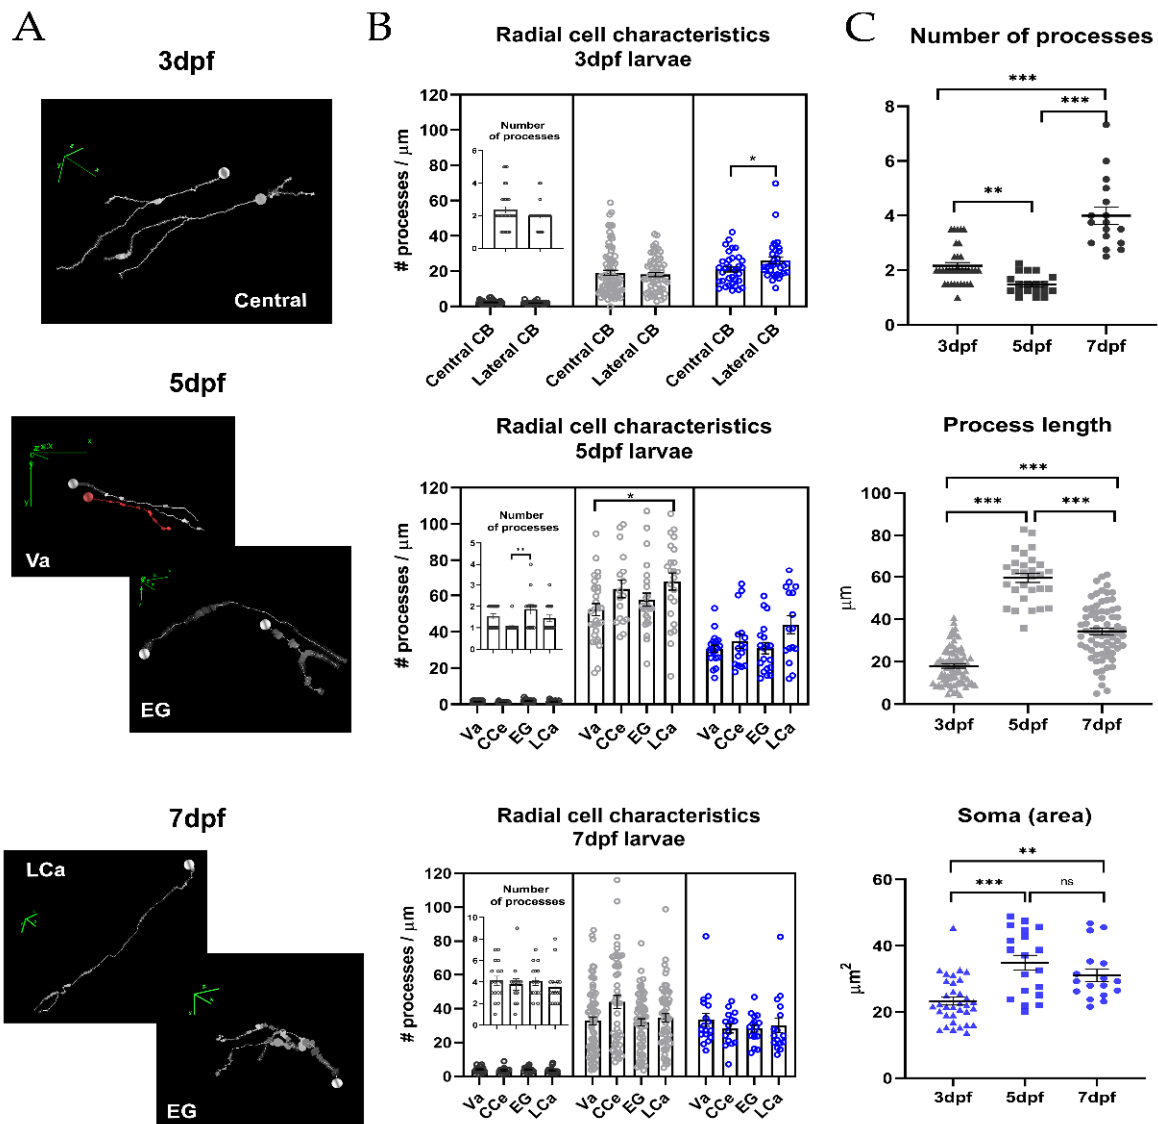 A
3dpf
Central
5dpf
Va
EG
7dpf
LCa
EG
B
Radial cell characteristics
3dpf larvae
# processes / μm
120
100
80
60
40
20
0
Number
of processes
6
4
2
0
*
Central CB
Lateral CB
Central CB
Lateral CB
Central CB
Lateral CB
Radial cell characteristics
5dpf larvae
# processes / μm
120
100
80
60
40
20
0
Number
of processes
5
4
3
2
1
0
**
*
Va
CCe
EG
LCa
Va
CCe
EG
LCa
Va
CCe
EG
LCa
Radial cell characteristics
7dpf larvae
# processes / μm
120
100
80
60
40
20
0
Number
of processes
10
8
6
4
2
0
Va
CCe
EG
LCa
Va
CCe
EG
LCa
Va
CCe
EG
LCa
C
Number of processes
***
***
**
8
6
4
2
0
3dpf 5dpf 7dpf
Process length
***
*** ***
μm
100
80
60
40
20
0
3dpf 5dpf 7dpf
Soma (area)
**
*** ns
μm²
60
40
20
0
3dpf 5dpf 7dpf